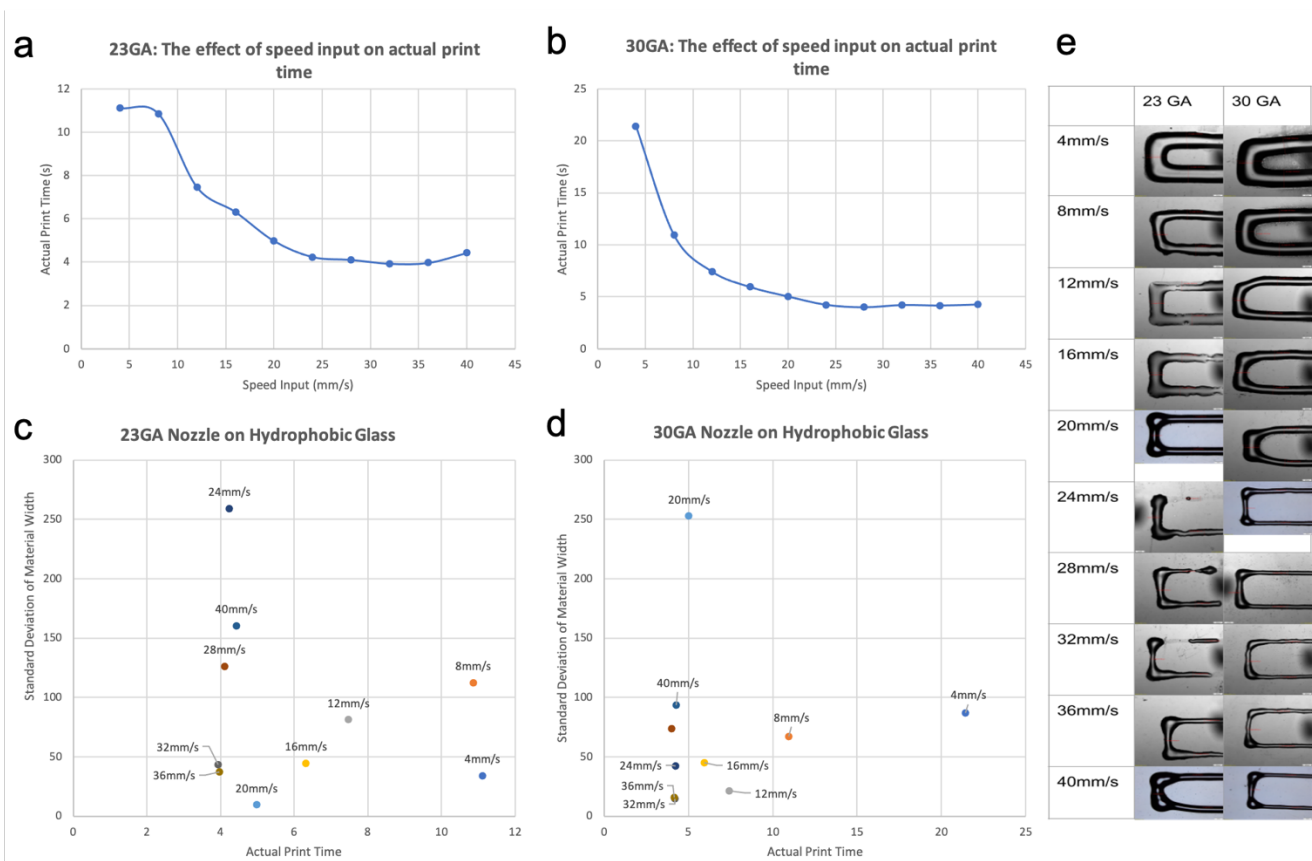 a
23GA: The effect of speed input on actual print
time
12
10
8
6
4
2
0
Actual Print Time (s)
0 5 10 15 20 25 30 35 40 45
Speed Input (mm/s)
b
30GA: The effect of speed input on actual print
time
25
20
15
10
5
0
Actual Print Time (s)
0 5 10 15 20 25 30 35 40 45
Speed Input (mm/s)
c
23GA Nozzle on Hydrophobic Glass
300
250
200
150
100
50
0
Standard Deviation of Material Width
24mm/s
40mm/s
28mm/s
8mm/s
12mm/s
32mm/s
16mm/s
4mm/s
36mm/s
20mm/s
0 2 4 6 8 10 12
Actual Print Time
d
30GA Nozzle on Hydrophobic Glass
300
250
200
150
100
50
0
Standard Deviation of Material Width
20mm/s
40mm/s
4mm/s
8mm/s
24mm/s
16mm/s
36mm/s
12mm/s
32mm/s
0 5 10 15 20 25
Actual Print Time
e
23 GA 30 GA
4mm/s
8mm/s
12mm/s
16mm/s
20mm/s
24mm/s
28mm/s
32mm/s
36mm/s
40mm/s